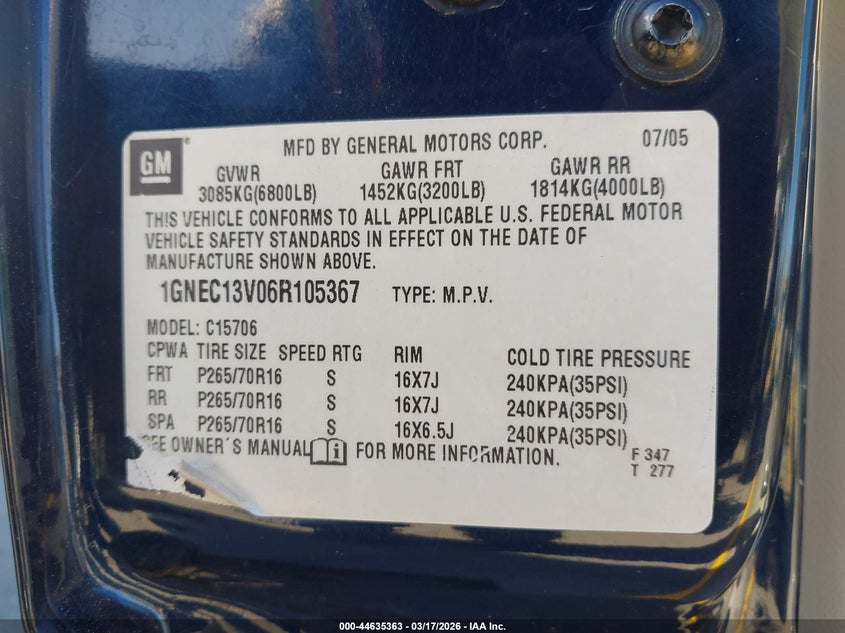 GM
MFD BY GENERAL MOTORS CORP. 07/05
GVWR GAWR FRT GAWR RR
3085KG(6800LB) 1452KG(3200LB) 1814KG(4000LB)
THIS VEHICLE CONFORMS TO ALL APPLICABLE U.S. FEDERAL MOTOR
VEHICLE SAFETY STANDARDS IN EFFECT ON THE DATE OF
MANUFACTURE SHOWN ABOVE.
1GNEC13V06R105367 TYPE: M.P.V.
MODEL: C15706
CPWA TIRE SIZE SPEED RTG RIM COLD TIRE PRESSURE
FRT P265/70R16 S 16X7J 240KPA(35PSI)
RR P265/70R16 S 16X7J 240KPA(35PSI)
SPA P265/70R16 S 16X6.5J 240KPA(35PSI)
SEE OWNER'S MANUAL FOR MORE INFORMATION.
F 347
T 277
000-44635363 — 03/17/2026 — IAA Inc.